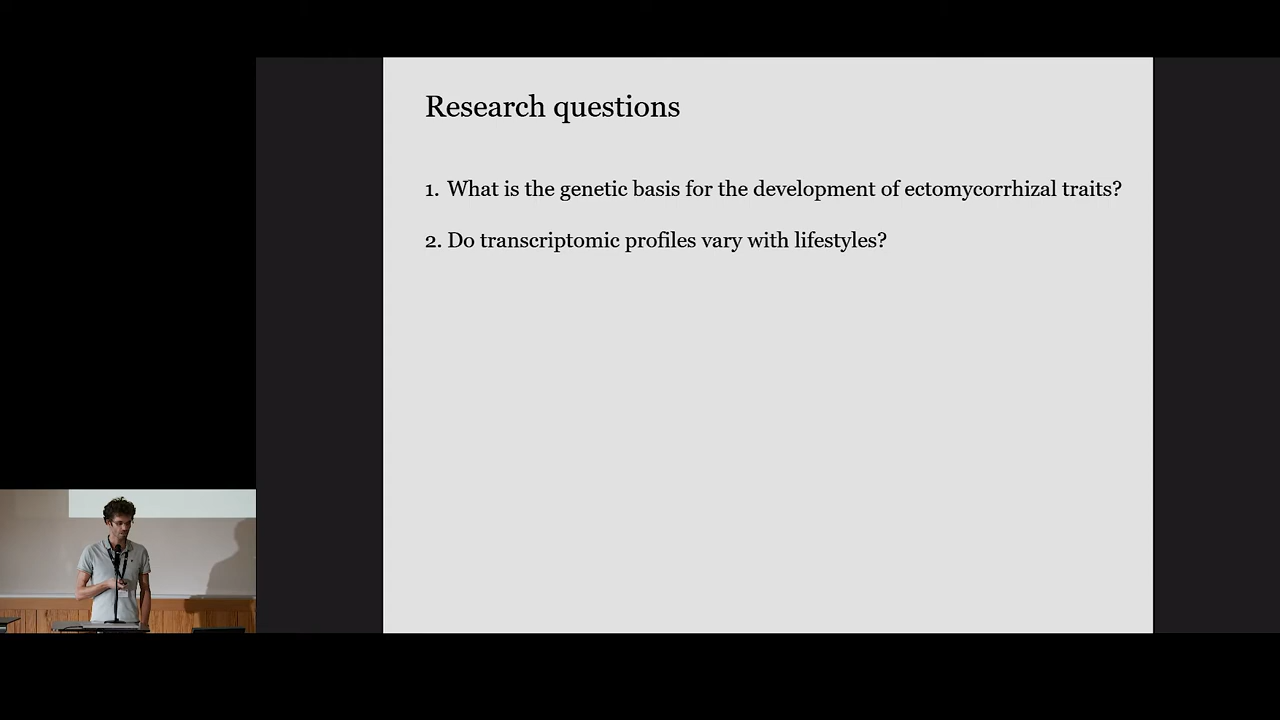 Research questions
1. What is the genetic basis for the development of ectomycorrhizal traits?
2. Do transcriptomic profiles vary with lifestyles?